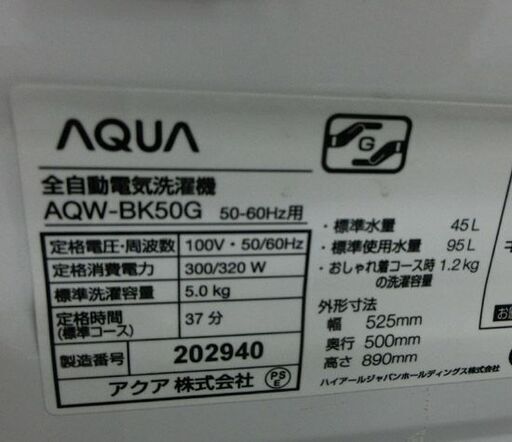 AQUA
G
全自動電気洗濯機
AQW-BK50G 50-60Hz用
定格電圧・周波数 100V・50/60Hz
定格消費電力 300/320 W
標準洗濯容量 5.0 kg
定格時間
(標準コース) 37 分
製造番号 202940
アクア 株式会社 PS E
・標準水量 45 L
・標準使用水量 95 L
・おしゃれ着コース時 1.2 kg
の洗濯容量
外形寸法
幅 525mm
奥行 500mm
高さ 890mm
ハイアールジャパンホールディングス株式